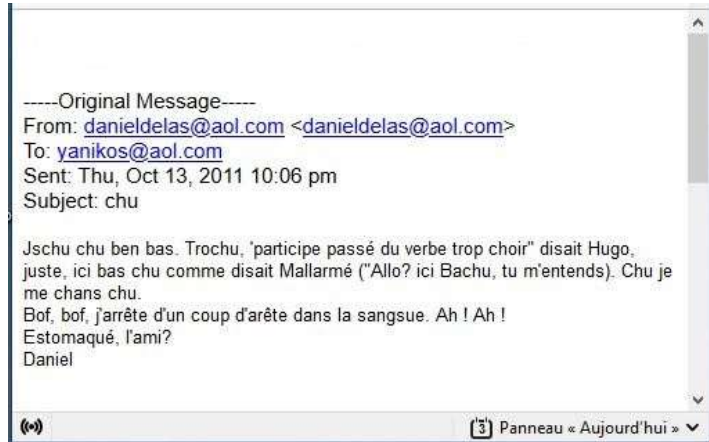 -----Original Message-----
From: danieldelas@aol.com <danieldelas@aol.com>
To: yanikos@aol.com
Sent: Thu, Oct 13, 2011 10:06 pm
Subject: chu
Jschu chu ben bas. Trochu, 'participe passé du verbe trop choir" disait Hugo,
juste, ici bas chu comme disait Mallarmé ("Allo? ici Bachu, tu m'entends). Chu je
me chans chu.
Bof, bof, j'arrête d'un coup d'arête dans la sangsue. Ah ! Ah !
Estomaqué, l'ami?
Daniel
3 Panneau « Aujourd'hui »